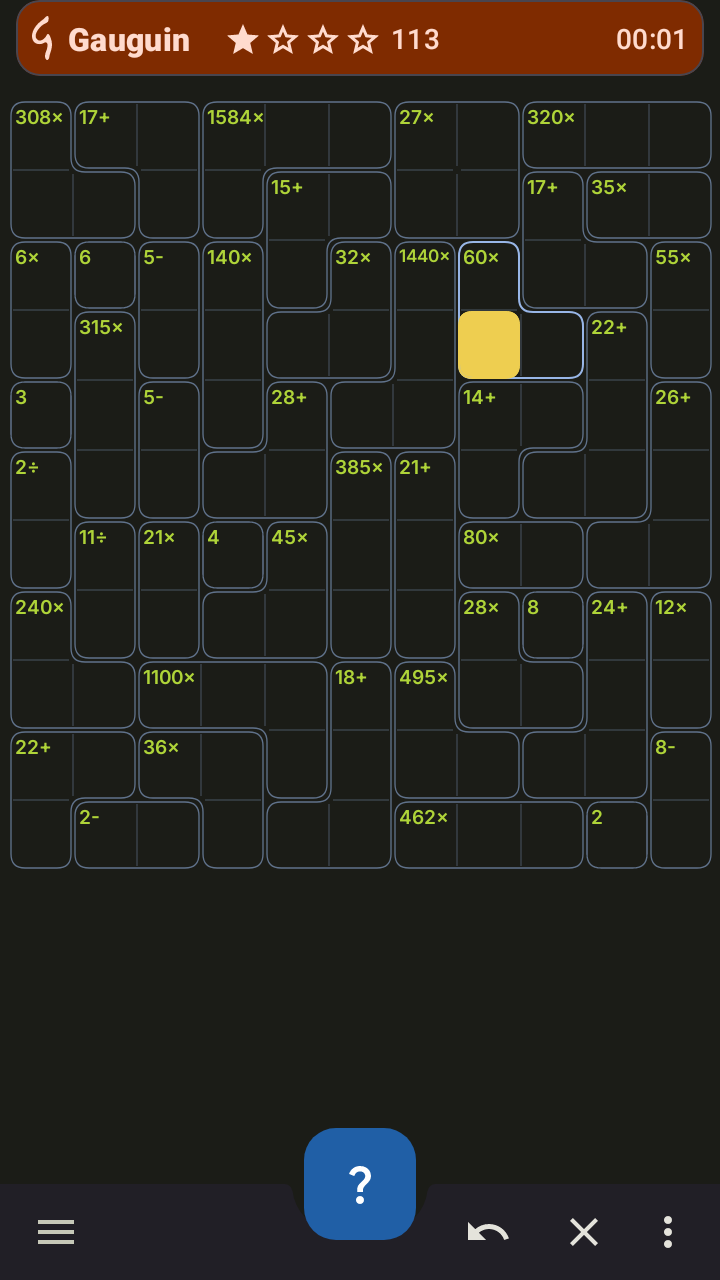 Gauguin 113 00:01
308× 17+ 1584× 27× 320×
15+ 17+ 35×
6× 6 5- 140× 32× 1440× 60× 55×
315× 22+
3 5- 28+ 14+ 26+
2÷ 385× 21+
11÷ 21× 4 45× 80×
240× 28× 8 24+ 12×
1100× 18+ 495×
22+ 36× 8-
2- 462× 2
?